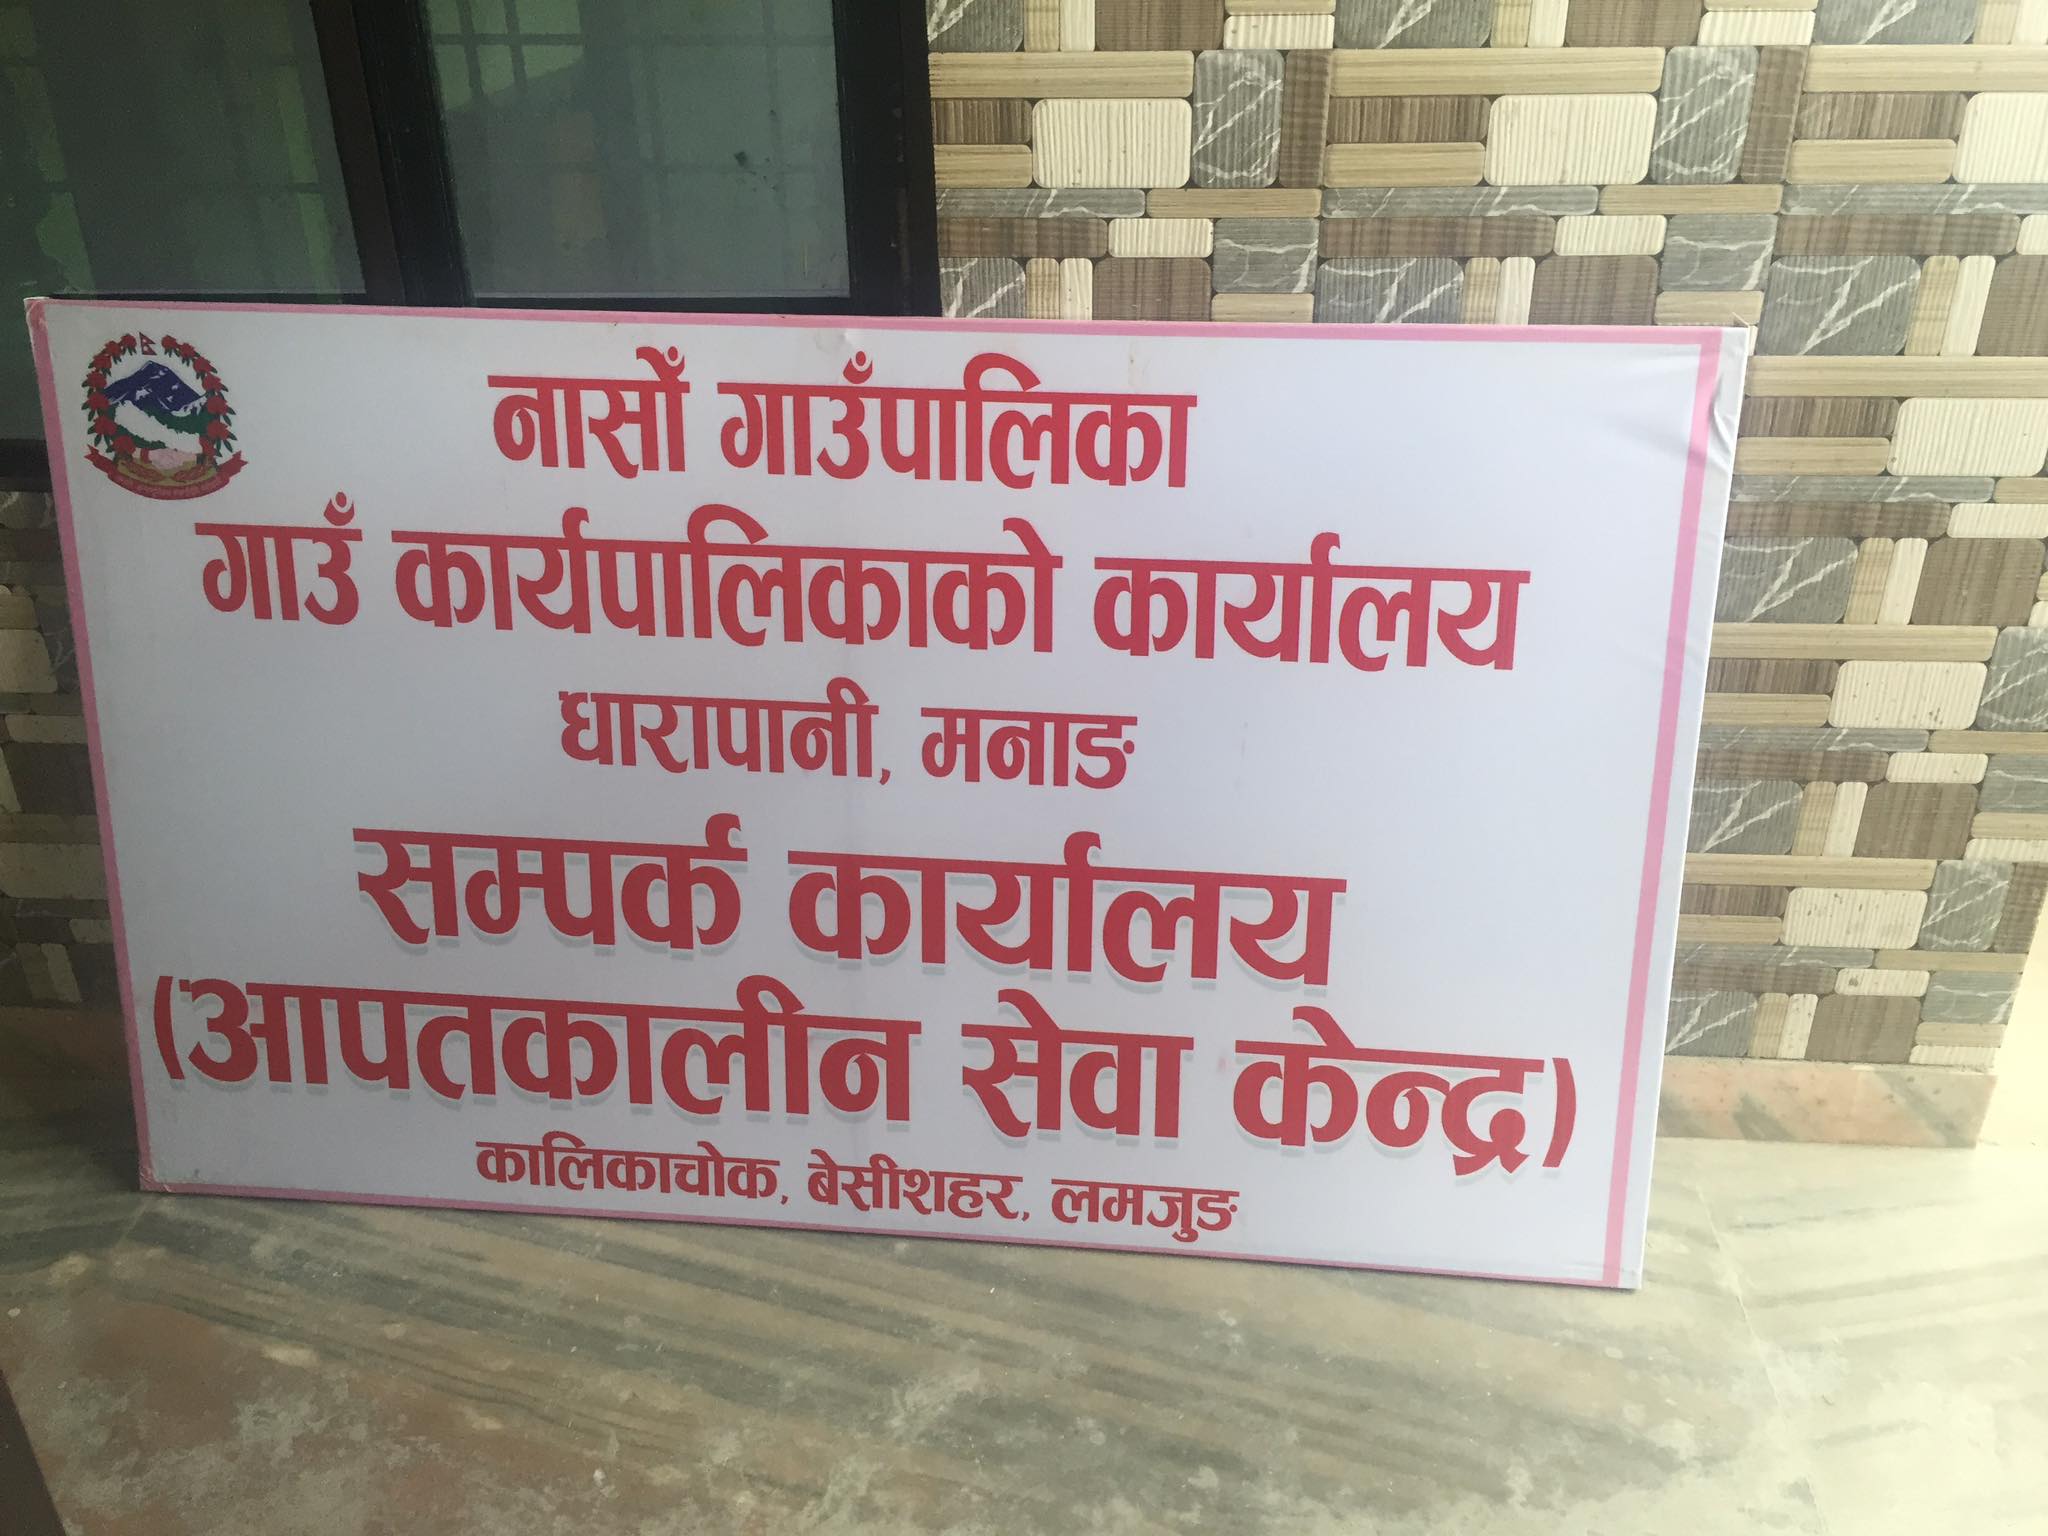 नासोँ गाउँपालिका
गाउँ कार्यपालिकाको कार्यालय
धारापानी, मनाङ
सम्पर्क कार्यालय
(आपतकालीन सेवा केन्द्र)
कालिकाचोक, बेसीशहर, लमजुङ